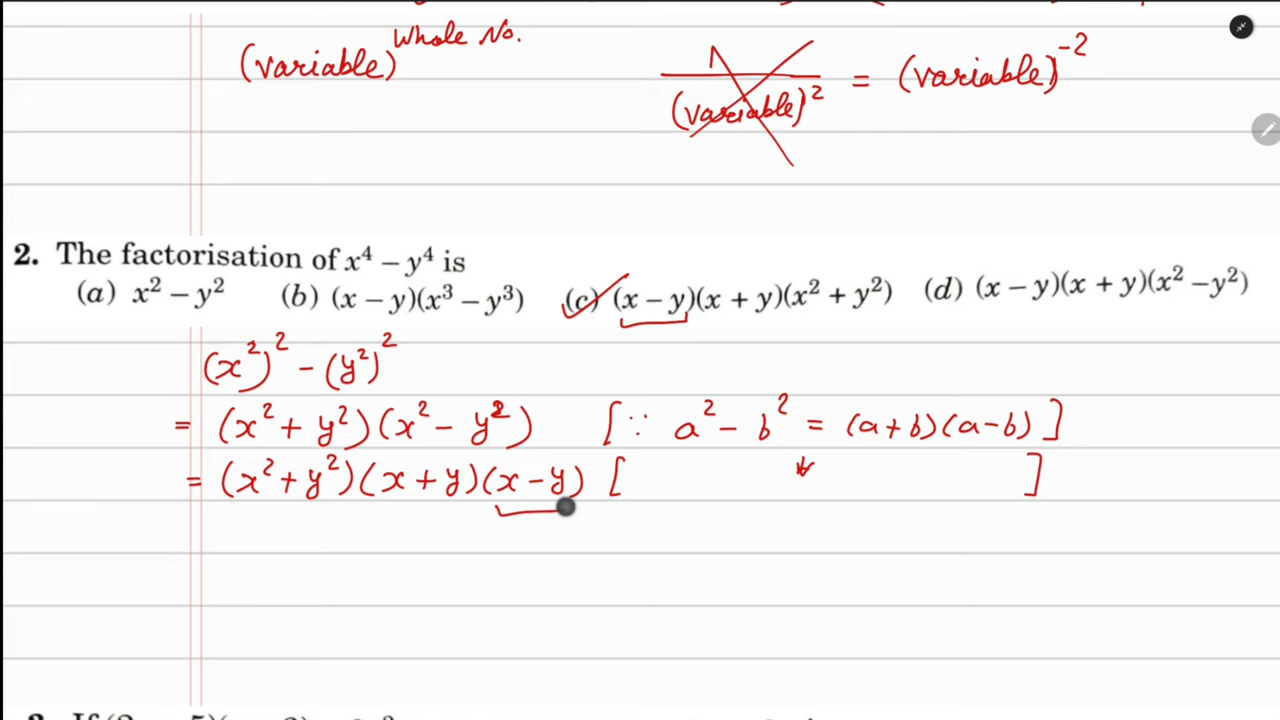 (variable)^Whole No.
1/(variable)² = (variable)⁻²
2. The factorisation of x⁴ – y⁴ is
(a) x² – y² (b) (x – y)(x³ – y³) (c) (x – y)(x + y)(x² + y²) (d) (x – y)(x + y)(x² – y²)
(x²)² - (y²)²
= (x² + y²)(x² - y²) [∵ a² - b² = (a+b)(a-b)]
= (x² + y²)(x + y)(x - y) [ ]